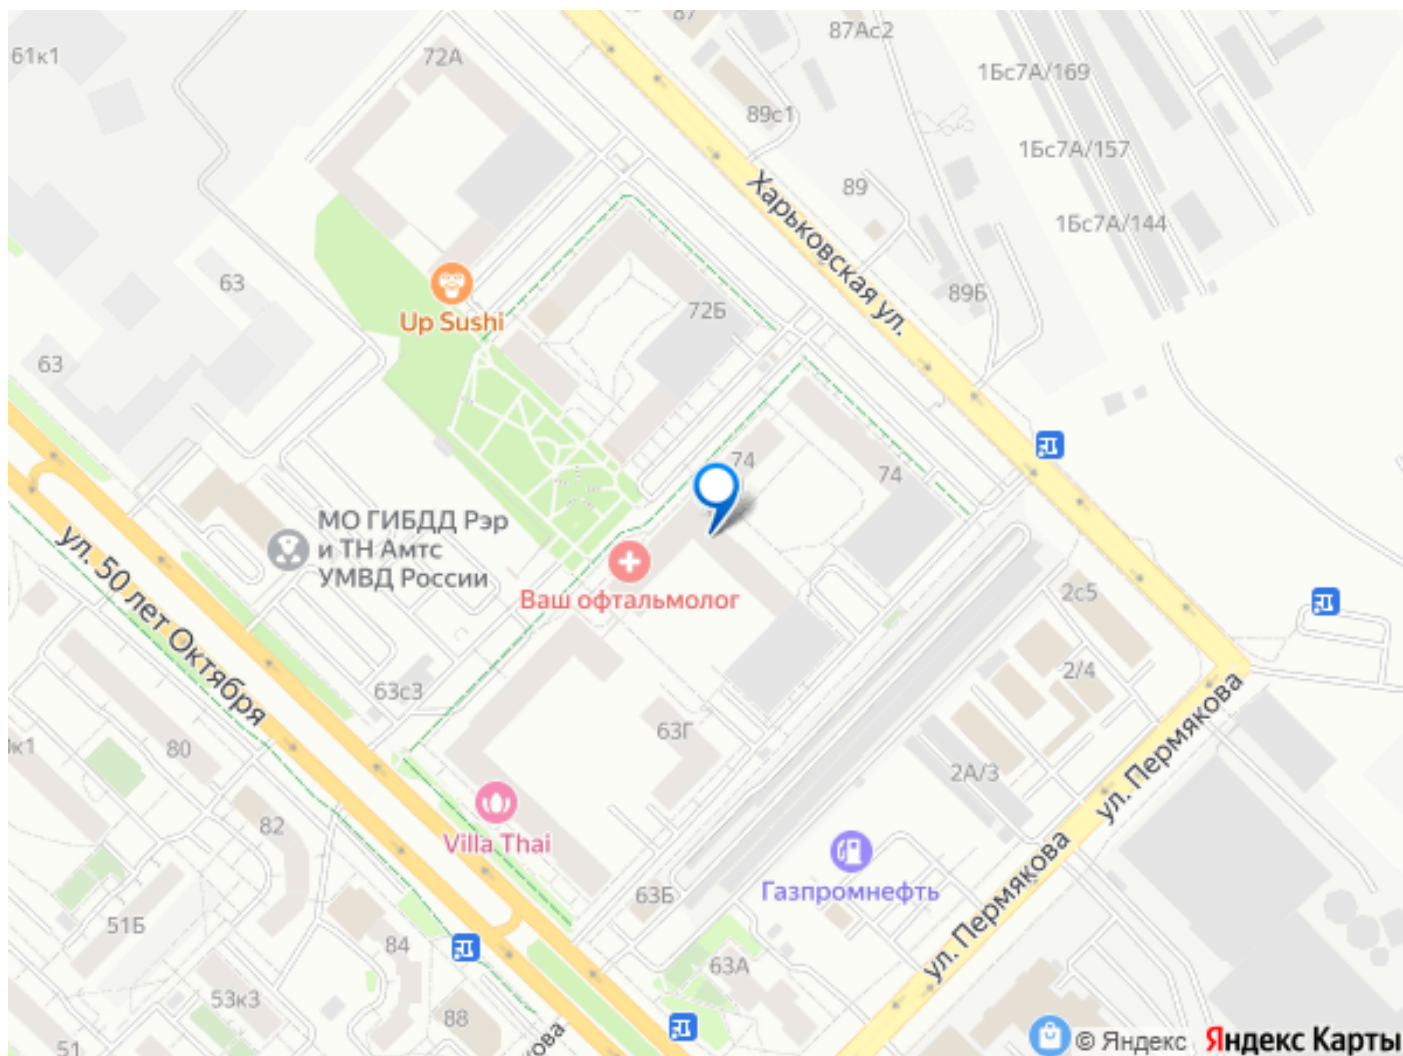 87
87Ас2
61к1
72А
1Бс7А/169
89с1
1Бс7А/157
89
Харьковская ул.
1Бс7А/144
63
89Б
72Б
Up Sushi
63
74
74
МО ГИБДД Рэр
и ТН Амтс
УМВД России
ул. 50 лет Октября
Ваш офтальмолог
2с5
2/4
63с3
ул. Пермякова
63Г
80
2А/3
82
Villa Thai
Газпромнефть
63Б
ул. Пермякова
51Б
84
63А
53к3
88
51
© Яндекс
Яндекс Карты